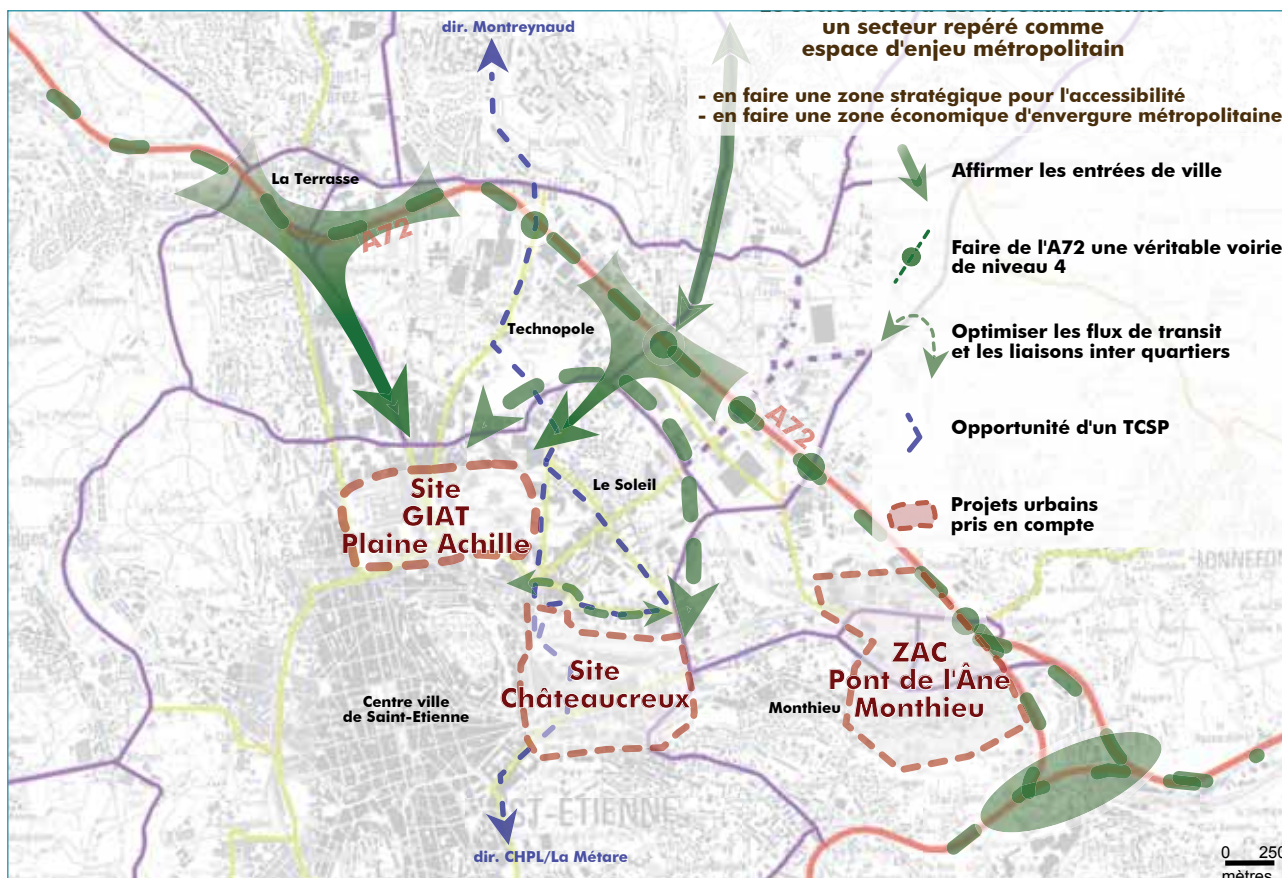 dir. Montreynaud
un secteur repéré comme
espace d'enjeu métropolitain
- en faire une zone stratégique pour l'accessibilité
- en faire une zone économique d'envergure métropolitaine
La Terrasse
A72
Affirmer les entrées de ville
Faire de l'A72 une véritable voirie
de niveau 4
Technopole
Optimiser les flux de transit
et les liaisons inter quartiers
A72
Opportunité d'un TCSP
Le Soleil
Site
GIAT
Plaine Achille
Projets urbains
pris en compte
Site
Châteaucreux
ZAC
Pont de l'Âne
Monthieu
Monthieu
Centre ville
de Saint-Etienne
ST-ETIENN
dir. CHPL/La Métare
0 250
mètres